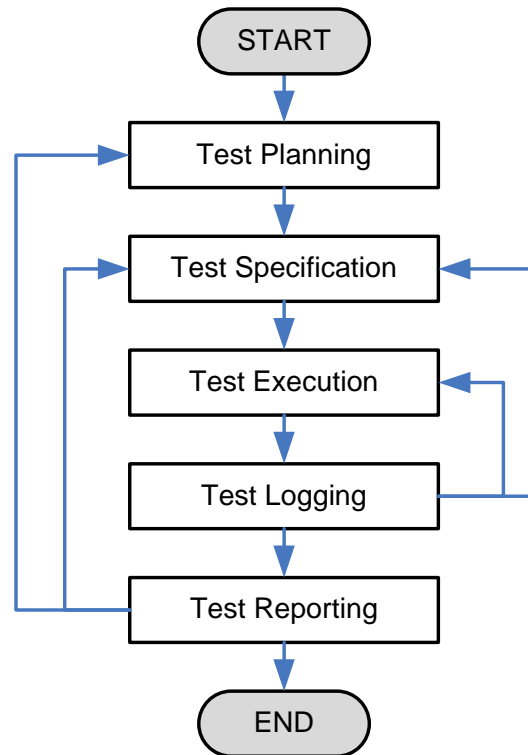 START
Test Planning
Test Specification
Test Execution
Test Logging
Test Reporting
END